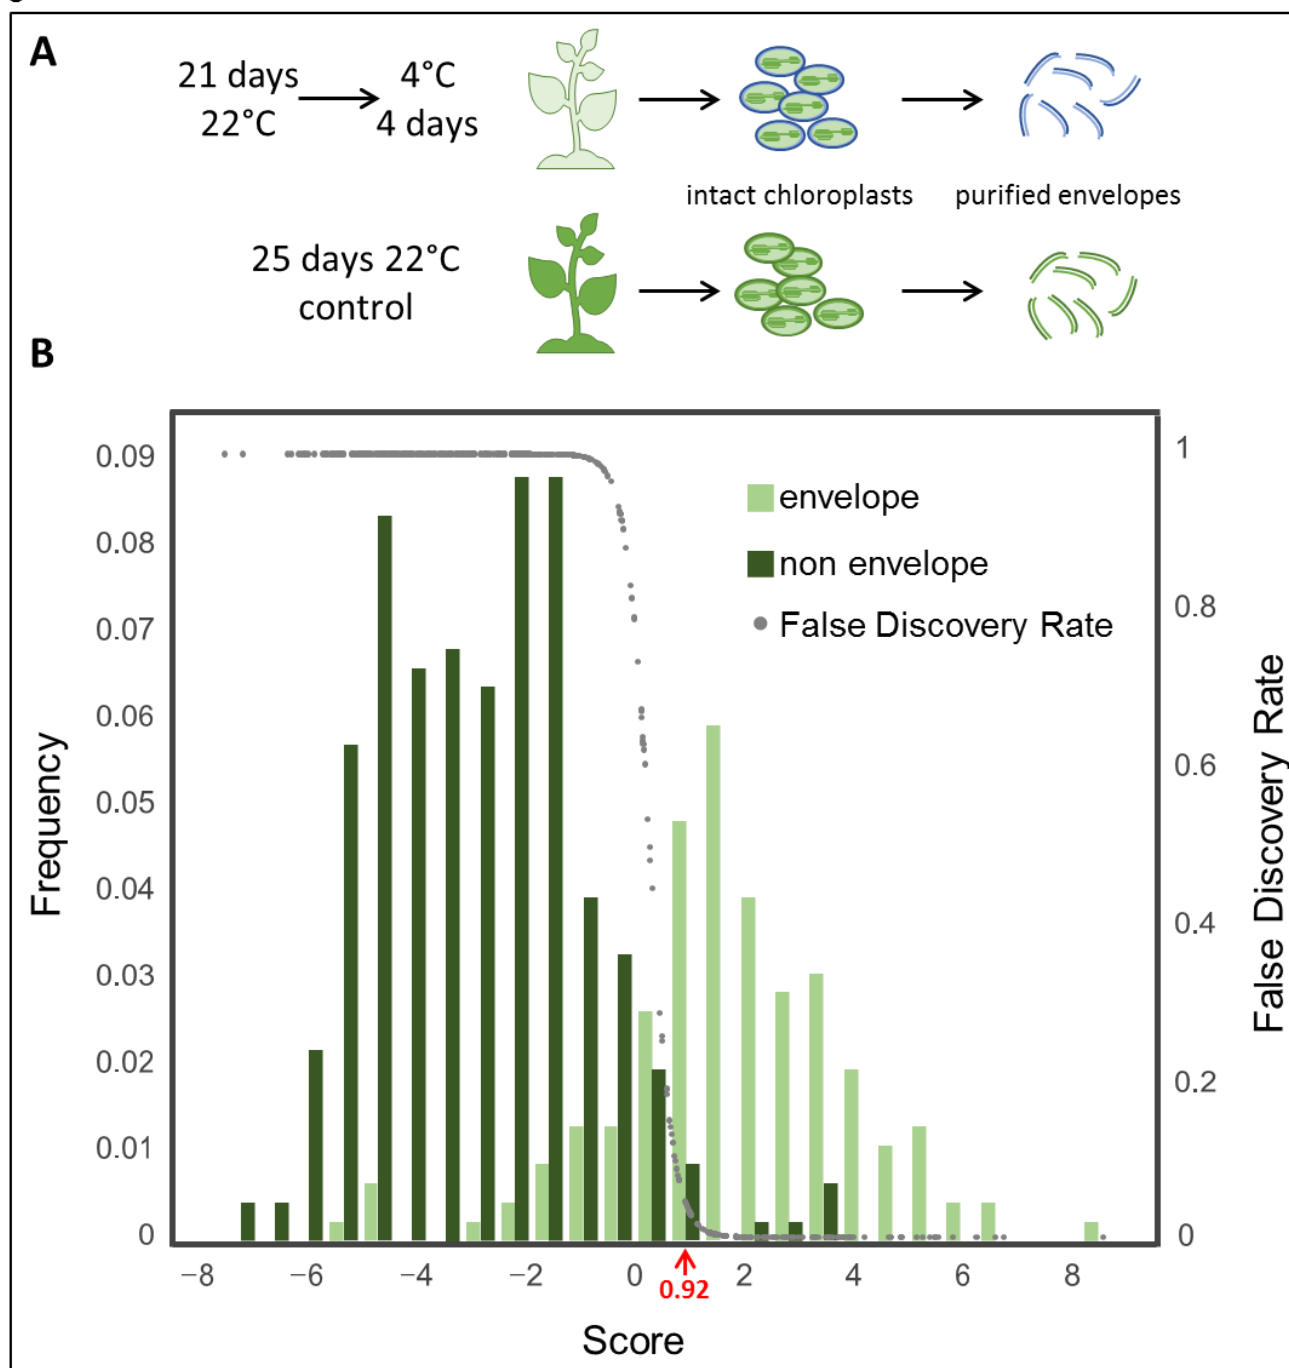 A
21 days
22°C
4°C
4 days
intact chloroplasts
purified envelopes
25 days 22°C
control
B
Frequency
0.09
0.08
0.07
0.06
0.05
0.04
0.03
0.02
0.01
0
envelope
non envelope
False Discovery Rate
1
0.8
0.6
0.4
0.2
0
False Discovery Rate
−8
−6
−4
−2
0
2
4
6
8
0.92
Score